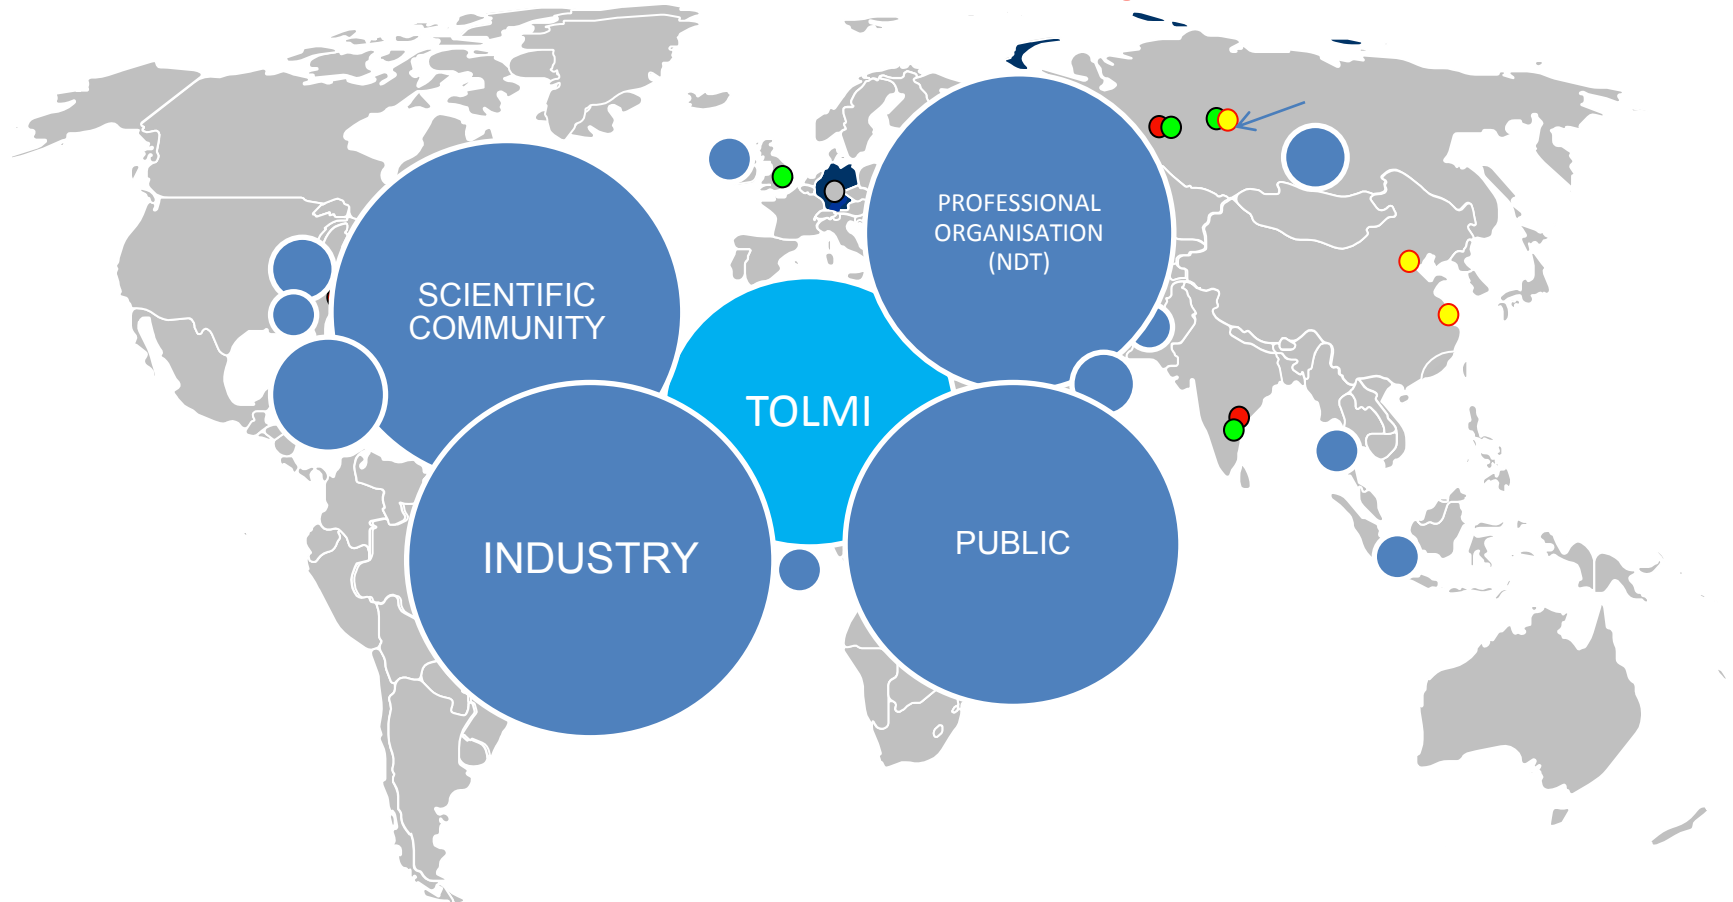 PROFESSIONAL
ORGANISATION
(NDT)
SCIENTIFIC
COMMUNITY
TOLMI
INDUSTRY
PUBLIC